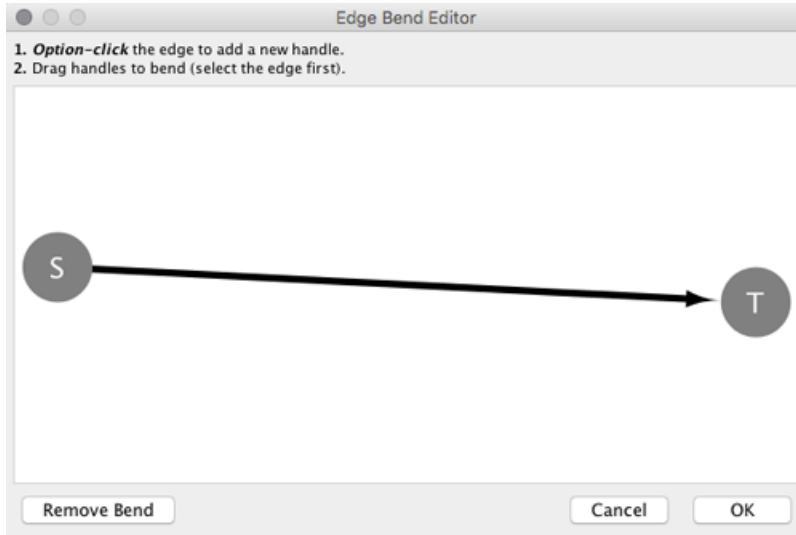 Edge Bend Editor
1. Option-click the edge to add a new handle.
2. Drag handles to bend (select the edge first).
S
T
Remove Bend
Cancel
OK